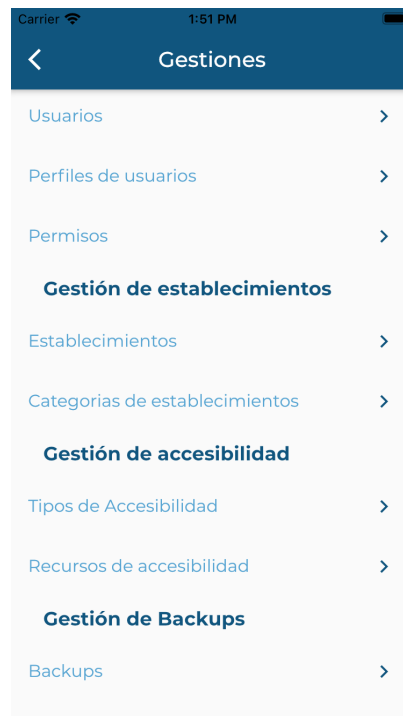 Carrier 1:51 PM
Gestiones
Usuarios
Perfiles de usuarios
Permisos
Gestión de establecimientos
Establecimientos
Categorias de establecimientos
Gestión de accesibilidad
Tipos de Accesibilidad
Recursos de accesibilidad
Gestión de Backups
Backups